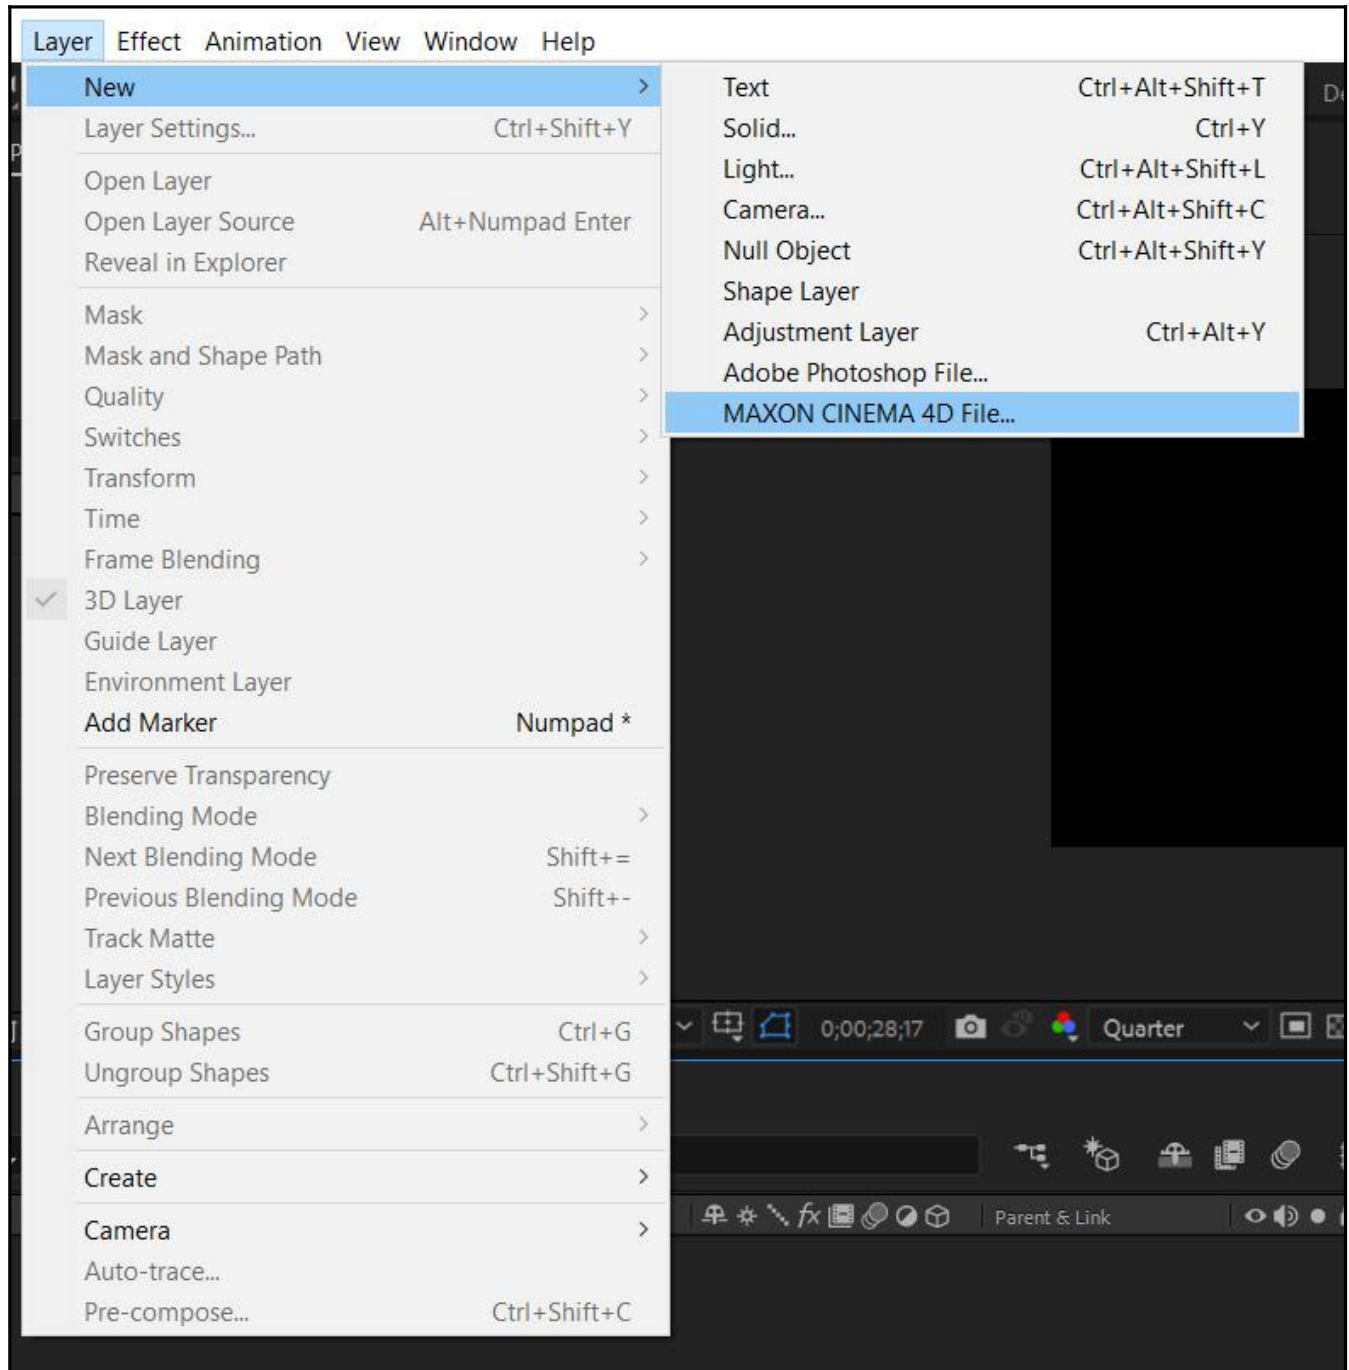 Layer Effect Animation View Window Help
New
Layer Settings... Ctrl+Shift+Y
Open Layer
Open Layer Source Alt+Numpad Enter
Reveal in Explorer
Mask
Mask and Shape Path
Quality
Switches
Transform
Time
Frame Blending
3D Layer
Guide Layer
Environment Layer
Add Marker Numpad *
Preserve Transparency
Blending Mode
Next Blending Mode Shift+=
Previous Blending Mode Shift+-
Track Matte
Layer Styles
Group Shapes Ctrl+G
Ungroup Shapes Ctrl+Shift+G
Arrange
Create
Camera
Auto-trace...
Pre-compose... Ctrl+Shift+C
Text Ctrl+Alt+Shift+T
Solid... Ctrl+Y
Light... Ctrl+Alt+Shift+L
Camera... Ctrl+Alt+Shift+C
Null Object Ctrl+Alt+Shift+Y
Shape Layer
Adjustment Layer Ctrl+Alt+Y
Adobe Photoshop File...
MAXON CINEMA 4D File...
0;00;28;17 Quarter
fx Parent & Link